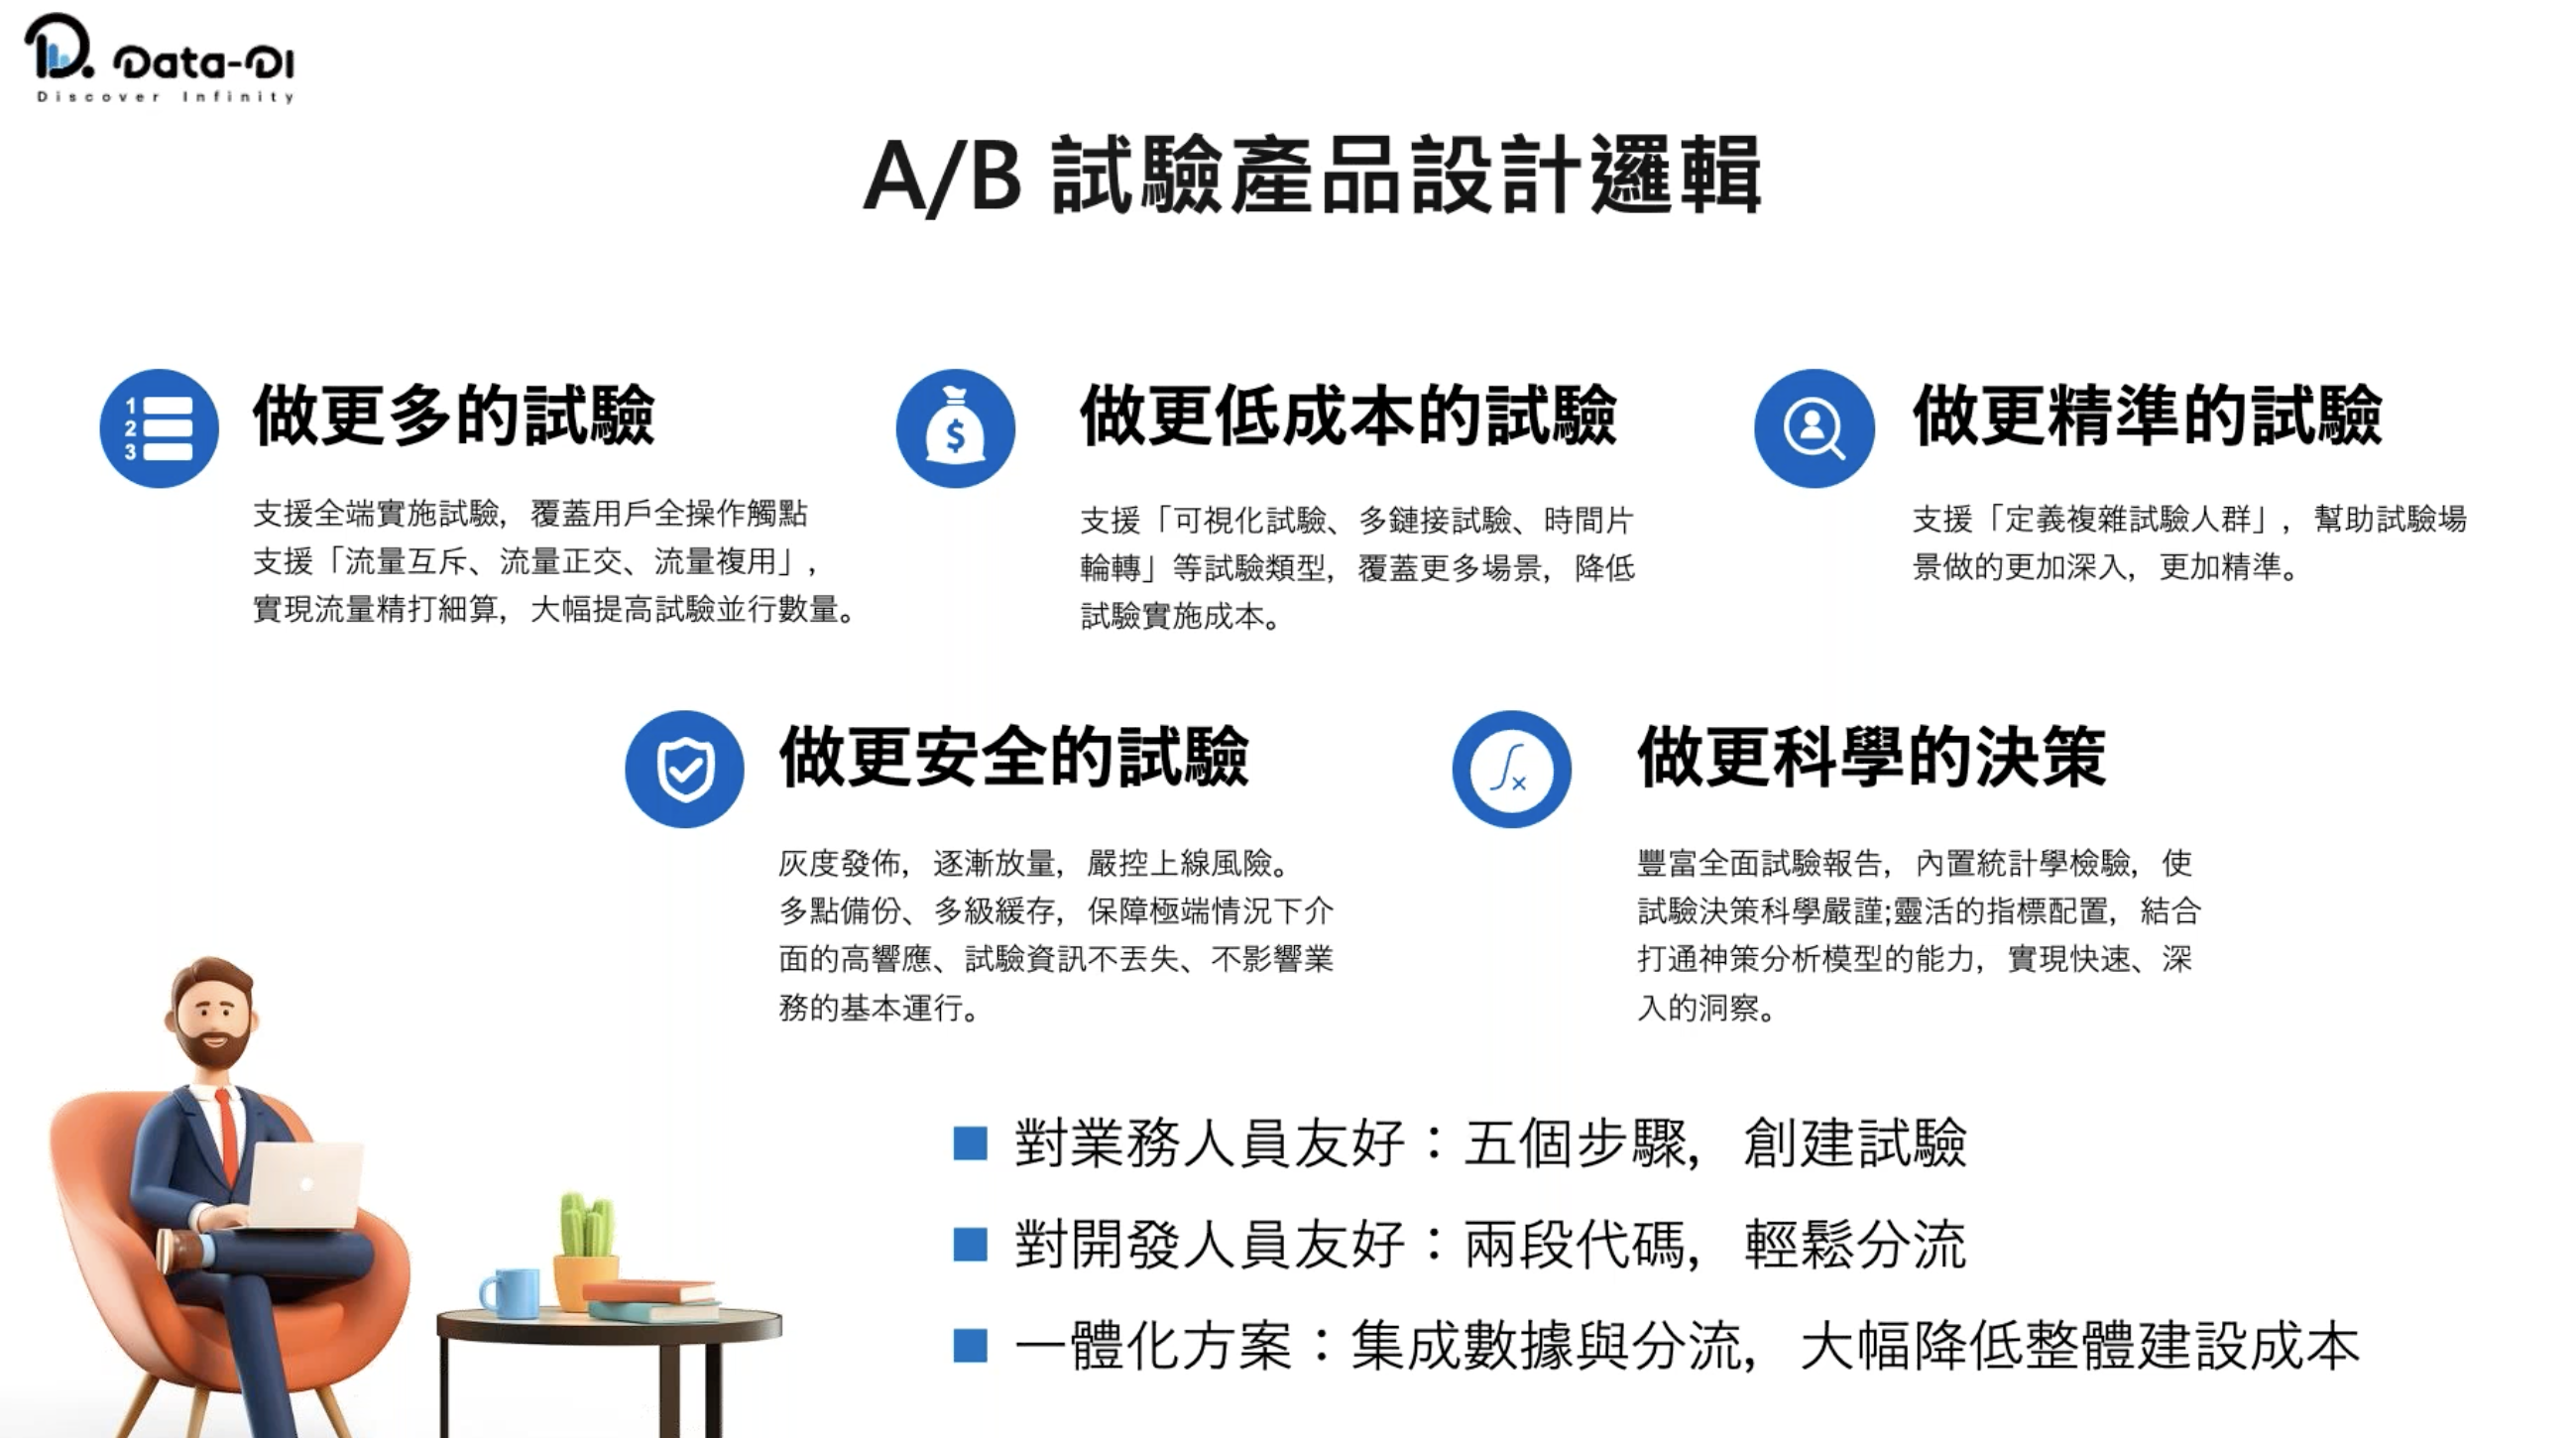 Data-DI
Discover Infinity
A/B 試驗產品設計邏輯
1
2
3
做更多的試驗
支援全端實施試驗，覆蓋用戶全操作觸點
支援「流量互斥、流量正交、流量複用」，
實現流量精打細算，大幅提高試驗並行數量。
$
做更低成本的試驗
支援「可視化試驗、多鏈接試驗、時間片
輪轉」等試驗類型，覆蓋更多場景，降低
試驗實施成本。
做更精準的試驗
支援「定義複雜試驗人群」，幫助試驗場
景做的更加深入，更加精準。
做更安全的試驗
灰度發佈，逐漸放量，嚴控上線風險。
多點備份、多級緩存，保障極端情況下介
面的高響應、試驗資訊不丟失、不影響業
務的基本運行。
∫x
做更科學的決策
豐富全面試驗報告，內置統計學檢驗，使
試驗決策科學嚴謹;靈活的指標配置，結合
打通神策分析模型的能力，實現快速、深
入的洞察。
■ 對業務人員友好：五個步驟，創建試驗
■ 對開發人員友好：兩段代碼，輕鬆分流
■ 一體化方案：集成數據與分流，大幅降低整體建設成本